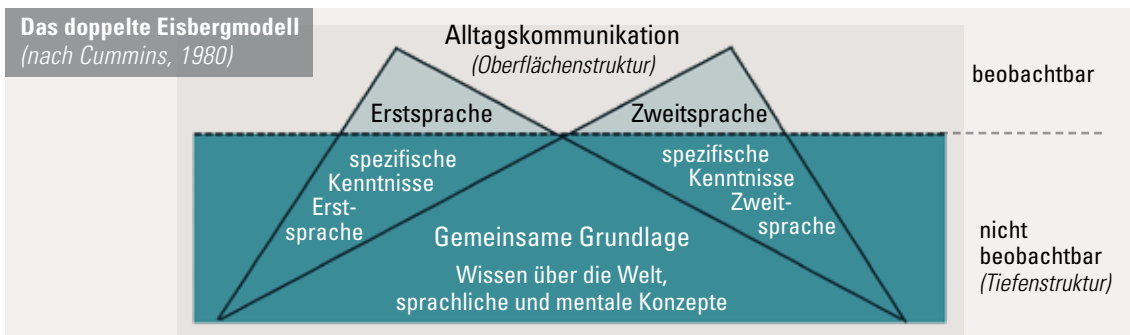 Das doppelte Eisbergmodell
(nach Cummins, 1980)
Alltagskommunikation
(Oberflächenstruktur)
beobachtbar
Erstsprache
Zweitsprache
spezifische
Kenntnisse
Erst-
sprache
spezifische
Kenntnisse
Zweit-
sprache
Gemeinsame Grundlage
Wissen über die Welt,
sprachliche und mentale Konzepte
nicht
beobachtbar
(Tiefenstruktur)